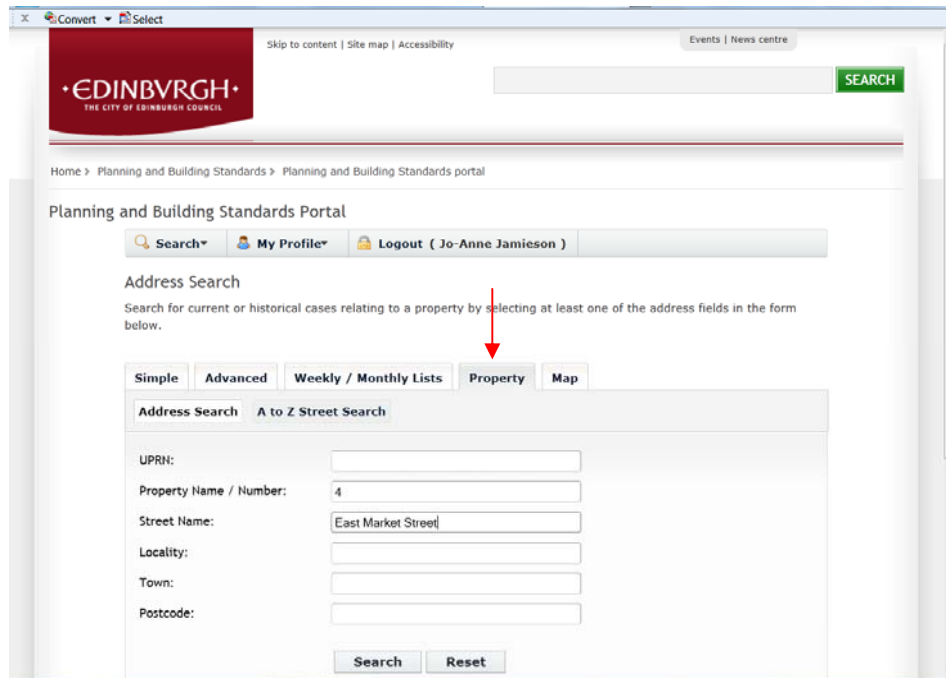 x Convert Select
Skip to content | Site map | Accessibility
Events | News centre
•EDINBVRGH•
THE CITY OF EDINBURGH COUNCIL
SEARCH
Home > Planning and Building Standards > Planning and Building Standards portal
Planning and Building Standards Portal
Search My Profile Logout ( Jo-Anne Jamieson )
Address Search
Search for current or historical cases relating to a property by selecting at least one of the address fields in the form
below.
Simple Advanced Weekly / Monthly Lists Property Map
Address Search A to Z Street Search
UPRN:
Property Name / Number: 4
Street Name: East Market Street
Locality:
Town:
Postcode:
Search Reset